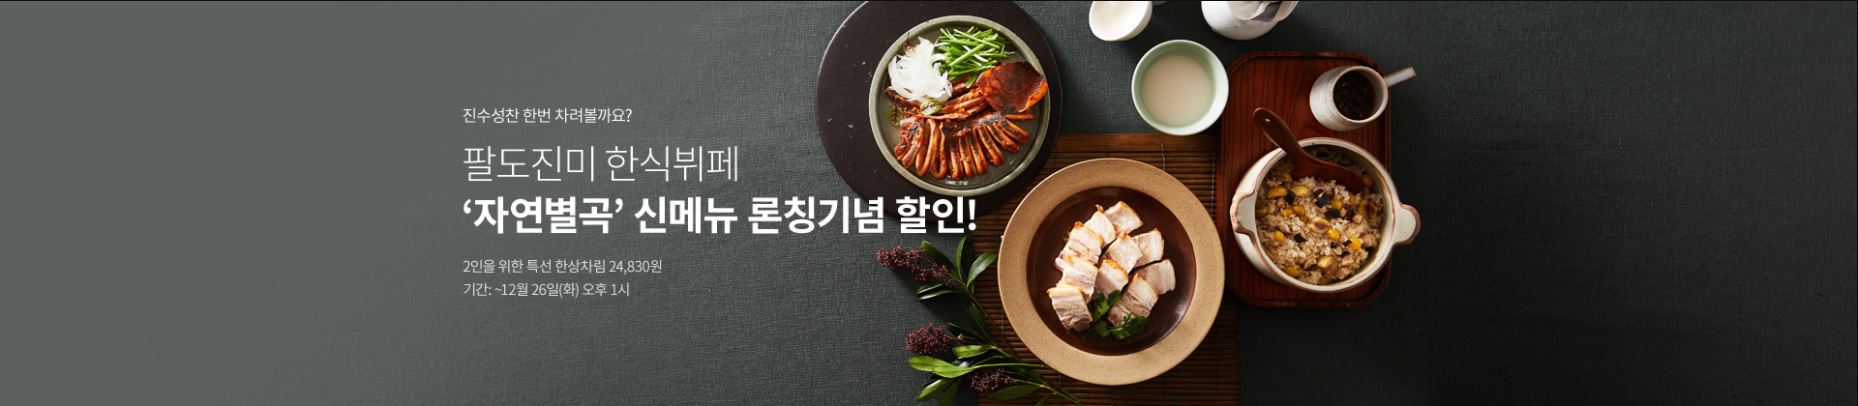 진수성찬 한번 차려볼까요?
팔도진미 한식뷔페
‘자연별곡’ 신메뉴 론칭기념 할인!
2인을 위한 특선 한상차림 24,830원
기간: ~12월 26일(화) 오후 1시